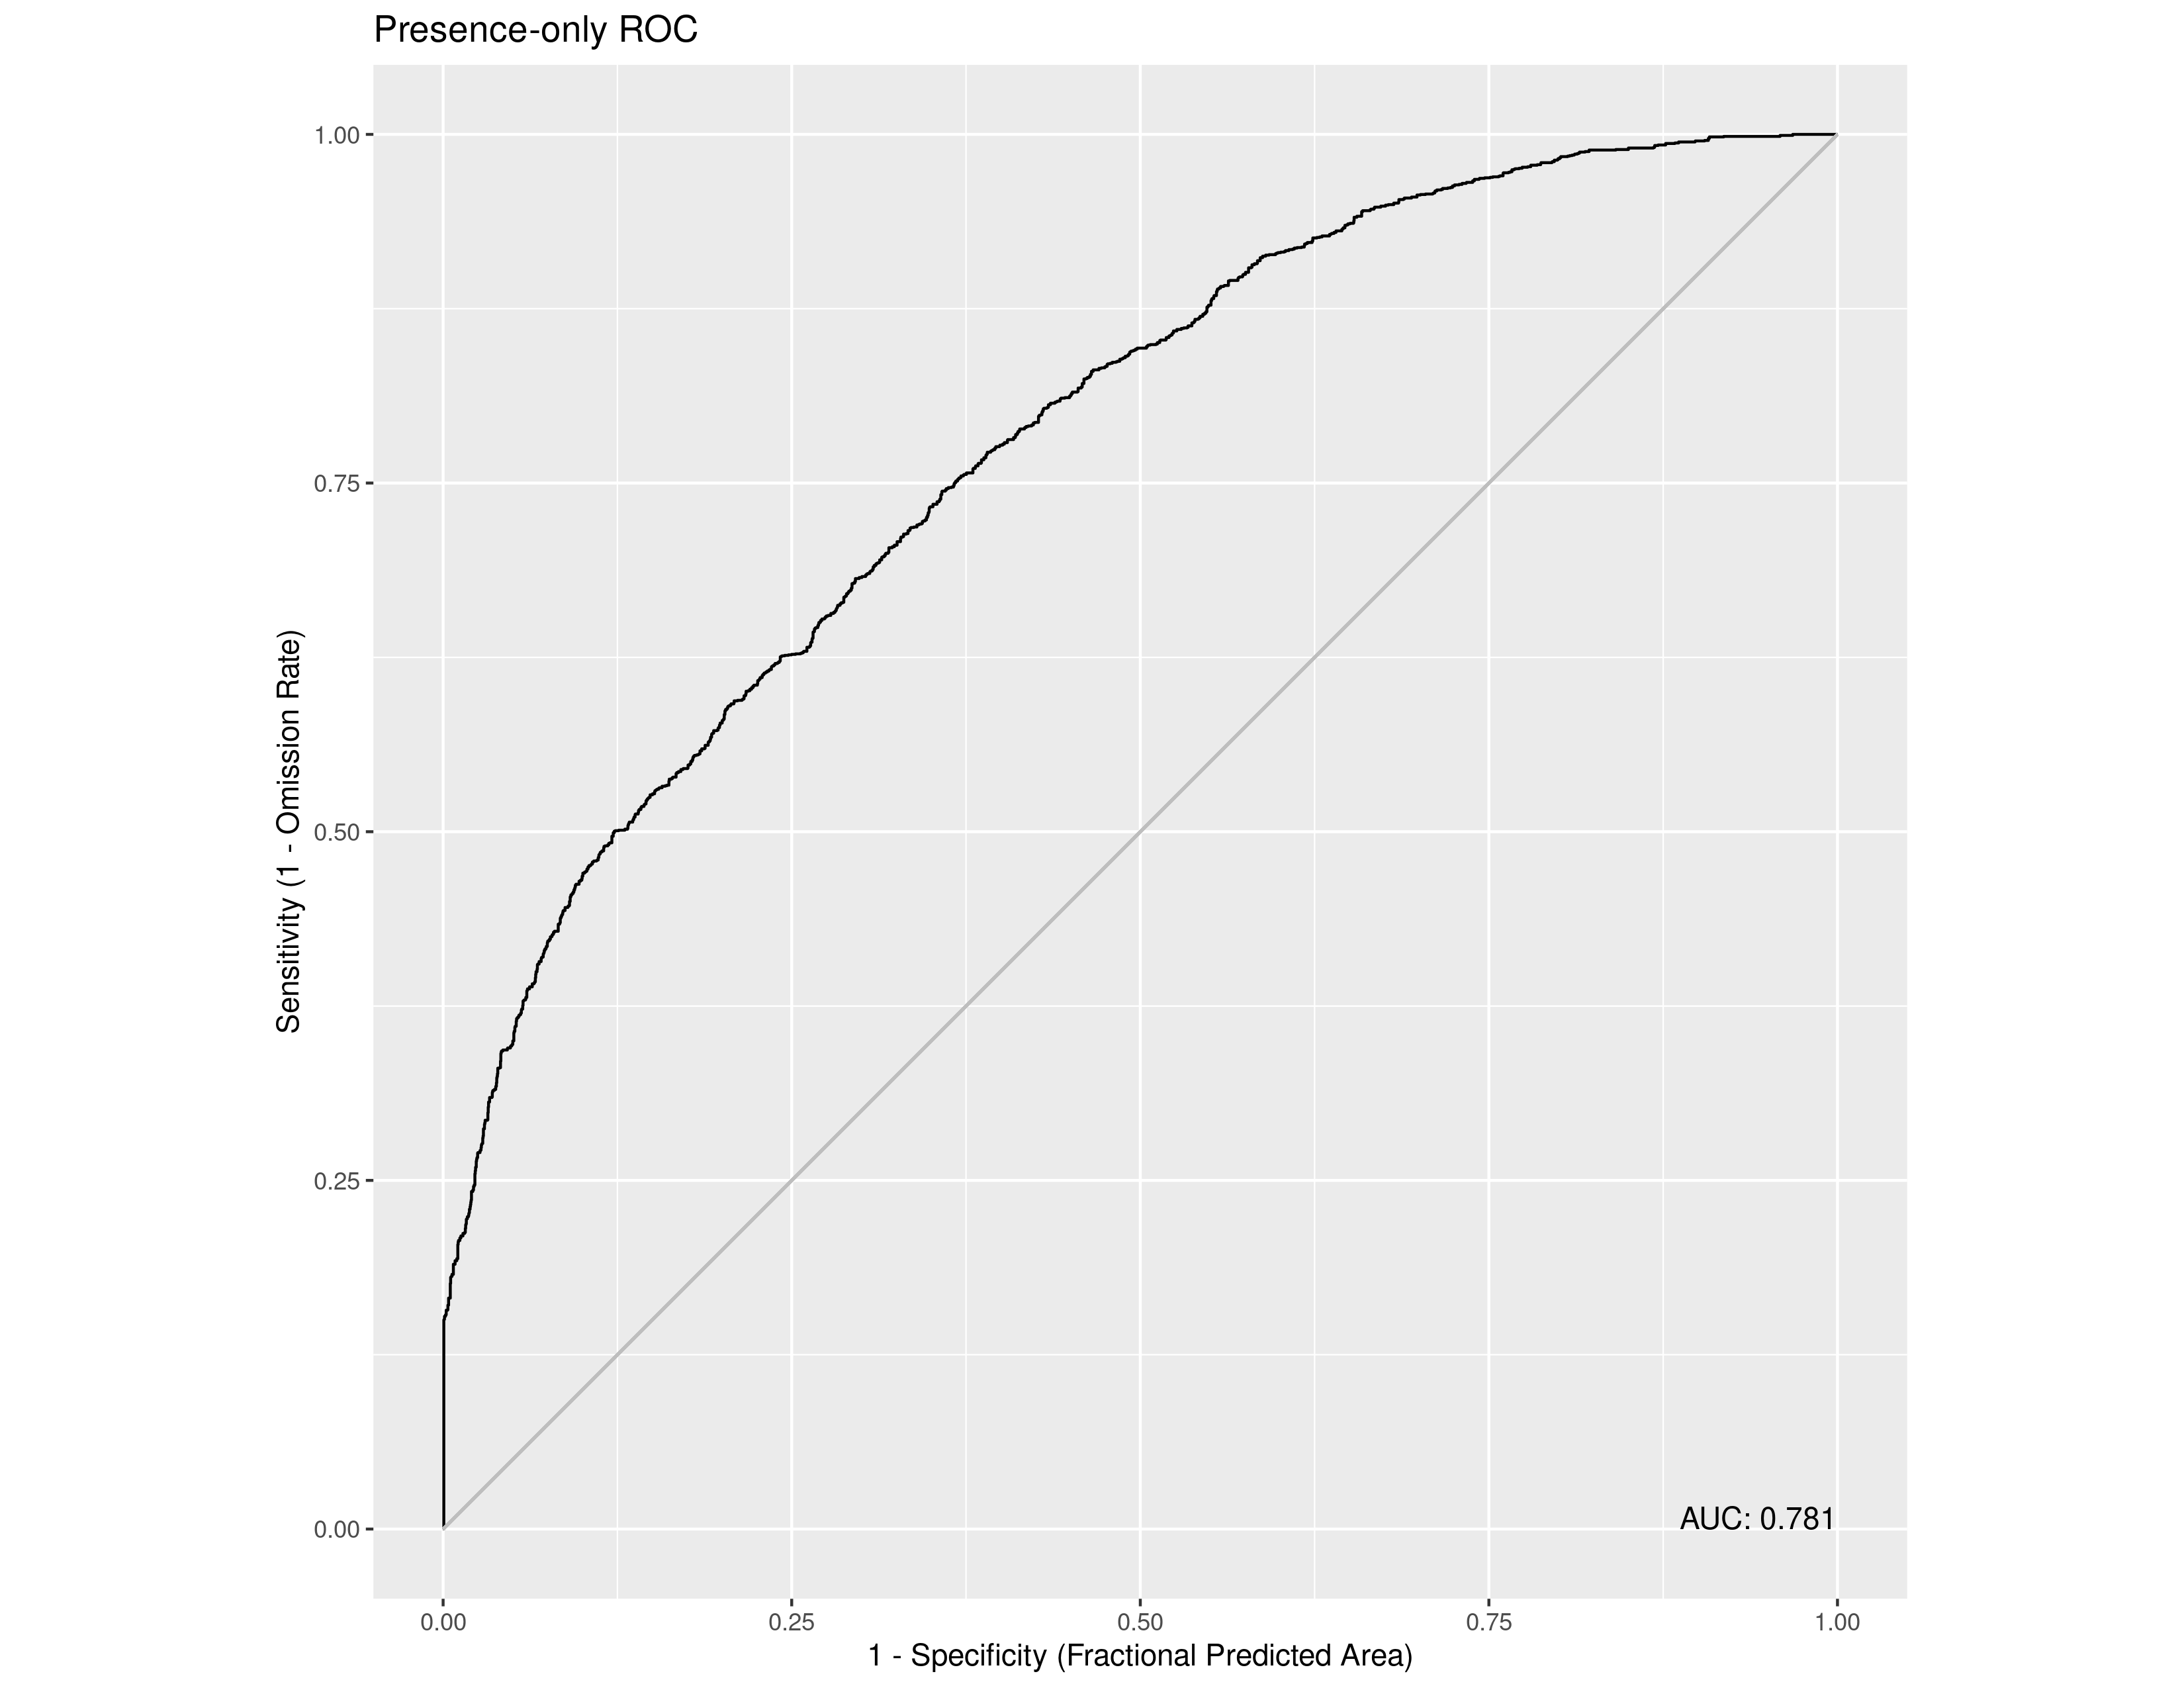 Presence-only ROC
Sensitivity (1 - Omission Rate)
1.00
0.75
0.50
0.25
0.00
AUC: 0.781
0.00 0.25 0.50 0.75 1.00
1 - Specificity (Fractional Predicted Area)